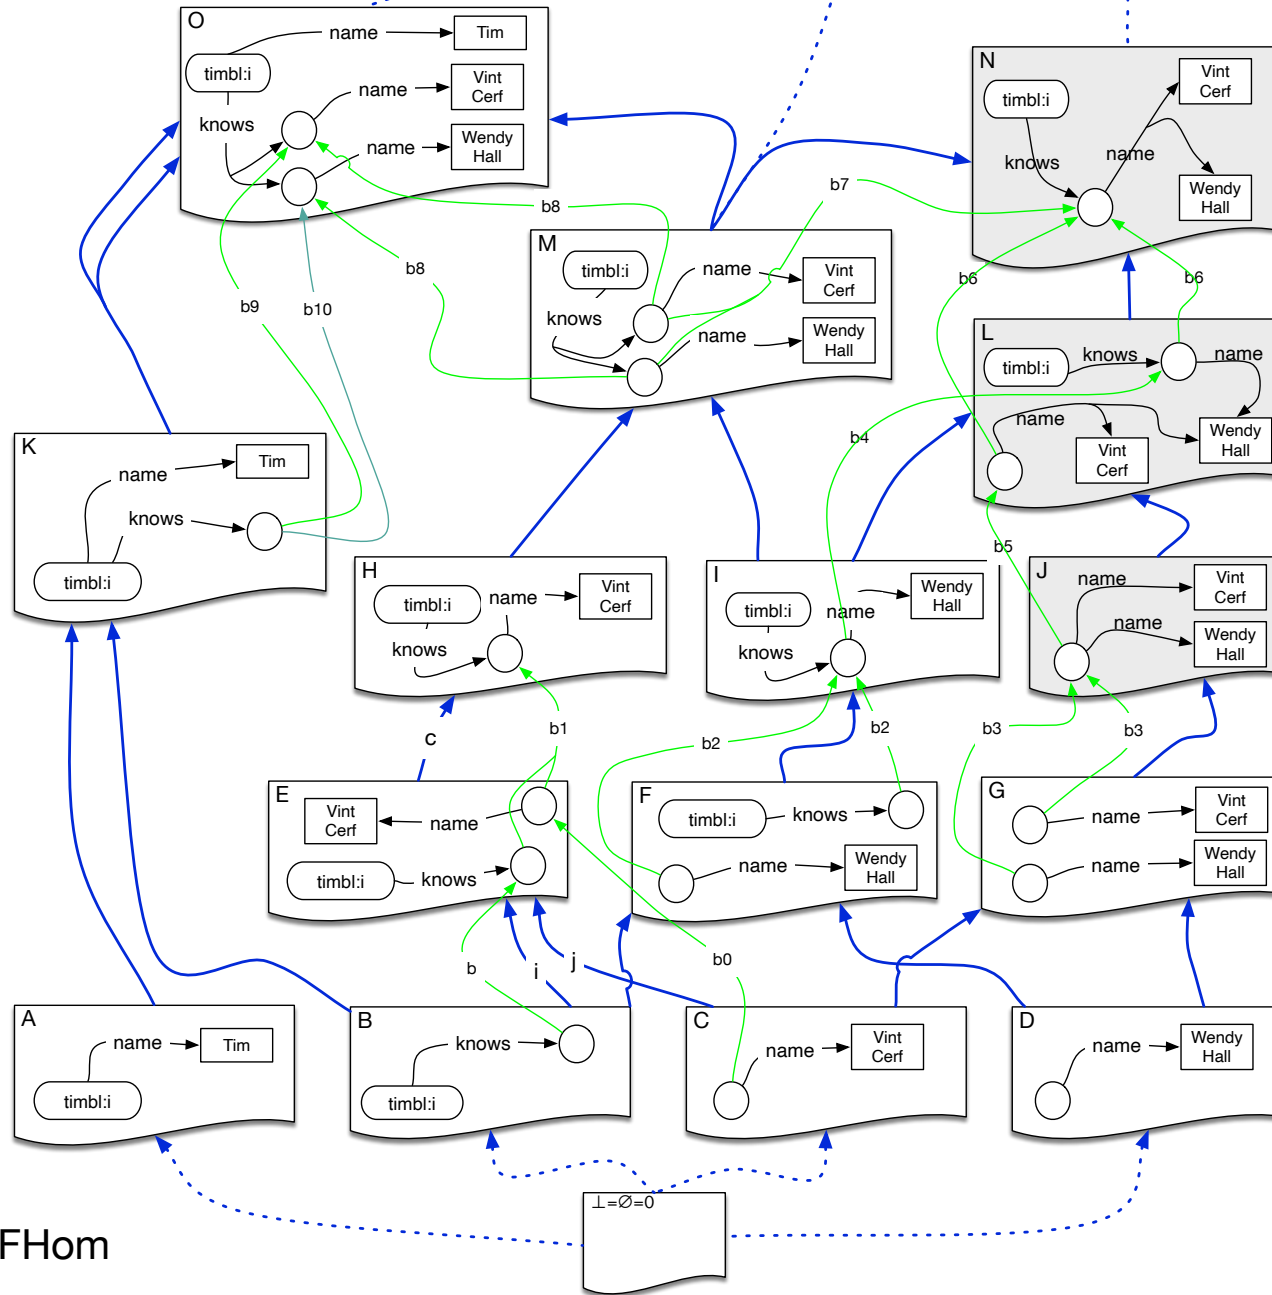 O
name
Tim
timbl:i
name
Vint
Cerf
knows
name
Wendy
Hall
N
timbl:i
Vint
Cerf
knows
name
Wendy
Hall
b7
b8
b8
M
timbl:i
name
Vint
Cerf
knows
name
Wendy
Hall
b9
b10
b6
b6
L
timbl:i
knows
name
name
Vint
Cerf
Wendy
Hall
b4
K
name
Tim
knows
timbl:i
b5
H
timbl:i
name
Vint
Cerf
knows
I
timbl:i
name
Wendy
Hall
knows
J
name
Vint
Cerf
name
Wendy
Hall
c
b1
b2
b2
b3
b3
E
Vint
Cerf
name
timbl:i
knows
F
timbl:i
knows
name
Wendy
Hall
G
name
Vint
Cerf
name
Wendy
Hall
b
i
j
b0
A
name
Tim
timbl:i
B
knows
timbl:i
C
name
Vint
Cerf
D
name
Wendy
Hall
⊥=∅=0
FHom